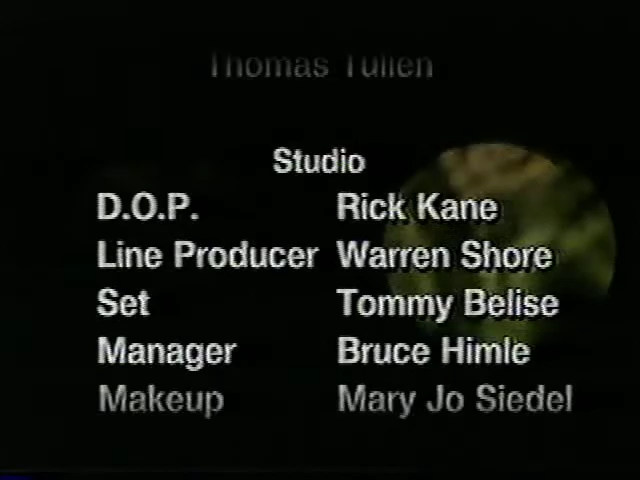 Thomas Tullen
Studio
D.O.P. Rick Kane
Line Producer Warren Shore
Set Tommy Belise
Manager Bruce Himle
Makeup Mary Jo Siedel